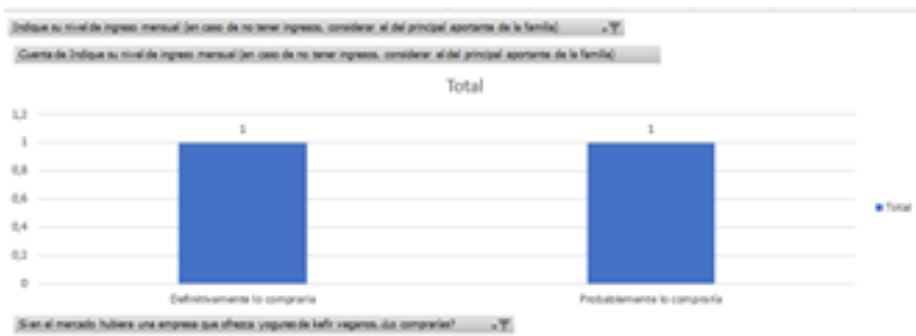 Indique su nivel de ingreso mensual (en caso de no tener ingresos, considerar el del principal aportante de la familia)
Cuenta de Indique su nivel de ingreso mensual (en caso de no tener ingresos, considerar el del principal aportante de la familia)
Total
1,2
1
0,8
0,6
0,4
0,2
0
1
1
Definitivamente lo compraria
Probablemente lo compraría
Total
Si en el mercado hubiera una empresa que ofrezca yogures de kefir veganos, ¿Lo comprarías?